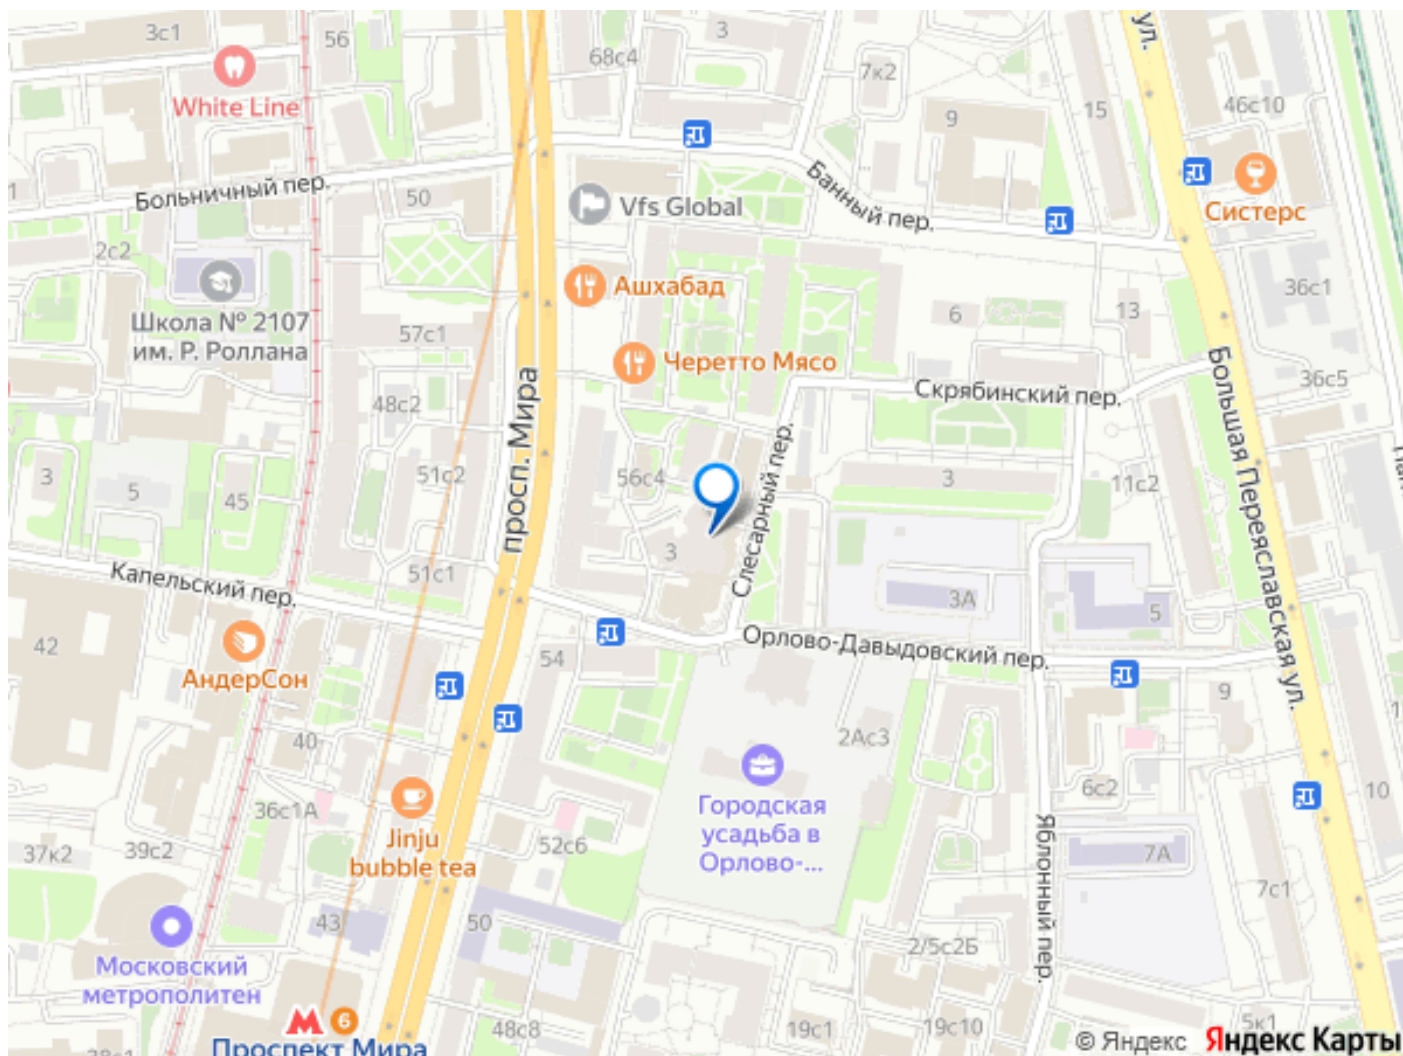 3с1
56
White Line
68с4
3
7к2
ул.
15
46с10
9
Больничный пер.
50
Vfs Global
Банный пер.
Систерс
2с2
Школа № 2107
им. Р. Роллана
57с1
Ашхабад
6
13
36с1
Черетто Мясо
36с5
просп. Мира
48с2
Скрябинский пер.
Большая Переяславская ул.
3
5
45
51с2
56с4
Слесарный пер.
3
11с2
3
Капельский пер.
51с1
3А
5
42
АндерСон
54
Орлово-Давыдовский пер.
9
40
2Ас3
36с1А
Городская
усадьба в
Орлово-...
6с2
10
Jinju
bubble tea
37к2
39с2
52с6
Яблонный пер.
7А
7с1
43
50
2/5с2Б
Московский
метрополитен
6
Проспект Мира
48с8
19с1
19с10
5к1
© Яндекс Яндекс Карты